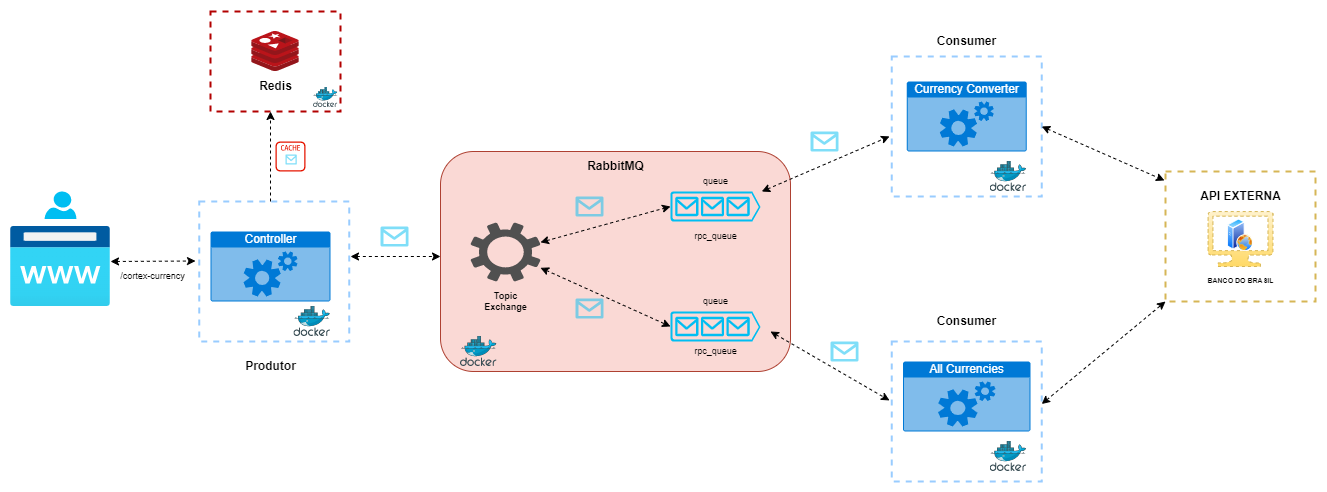 Redis
docker
CACHE
WWW
/cortex-currency
Controller
docker
Produtor
RabbitMQ
Topic
Exchange
docker
queue
rpc_queue
queue
rpc_queue
Consumer
Currency Converter
docker
Consumer
All Currencies
docker
API EXTERNA
BANCO DO BRA SIL